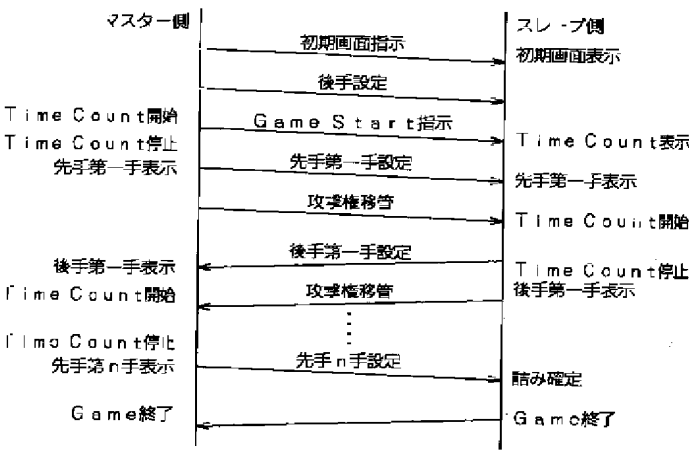 マスター側
スレーブ側
初期画面指示
初期画面表示
後手設定
Time Count開始
Game Start指示
Time Count停止
Time Count表示
先手第一手表示
先手第一手設定
先手第一手表示
攻撃権移管
Time Count開始
後手第一手設定
後手第一手表示
Time Count停止
Time Count開始
攻撃権移管
後手第一手表示
Time Count停止
先手第n手表示
先手n手設定
詰み確定
Game終了
Game終了